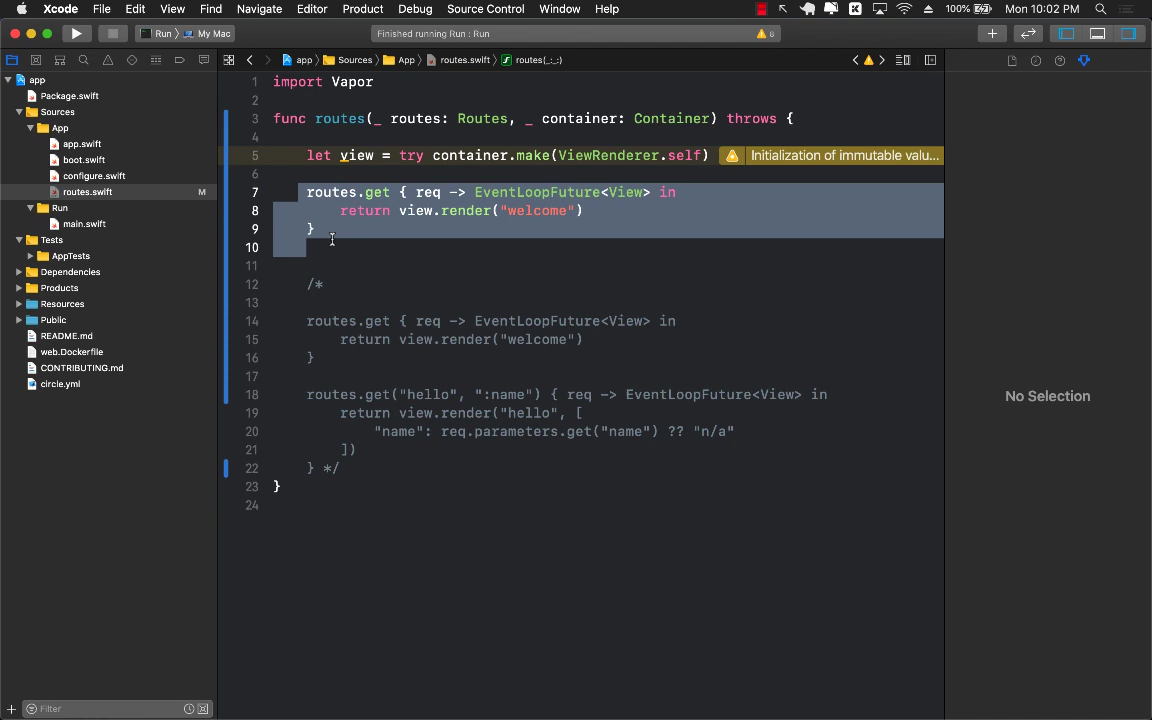 Xcode File Edit View Find Navigate Editor Product Debug Source Control Window Help 100% Mon 10:02 PM
Run My Mac Finished running Run : Run 8
app Sources App routes.swift routes(_:_:)
app
Package.swift
Sources
App
app.swift
boot.swift
configure.swift
routes.swift M
Run
main.swift
Tests
AppTests
Dependencies
Products
Resources
Public
README.md
web.Dockerfile
CONTRIBUTING.md
circle.yml
Filter
1 import Vapor
2
3 func routes(_ routes: Routes, _ container: Container) throws {
4
5 let view = try container.make(ViewRenderer.self) Initialization of immutable valu...
6
7 routes.get { req -> EventLoopFuture<View> in
8 return view.render("welcome")
9 }
10
11
12 /*
13
14 routes.get { req -> EventLoopFuture<View> in
15 return view.render("welcome")
16 }
17
18 routes.get("hello", ":name") { req -> EventLoopFuture<View> in
19 return view.render("hello", [
20 "name": req.parameters.get("name") ?? "n/a"
21 ])
22 } */
23 }
24
No Selection